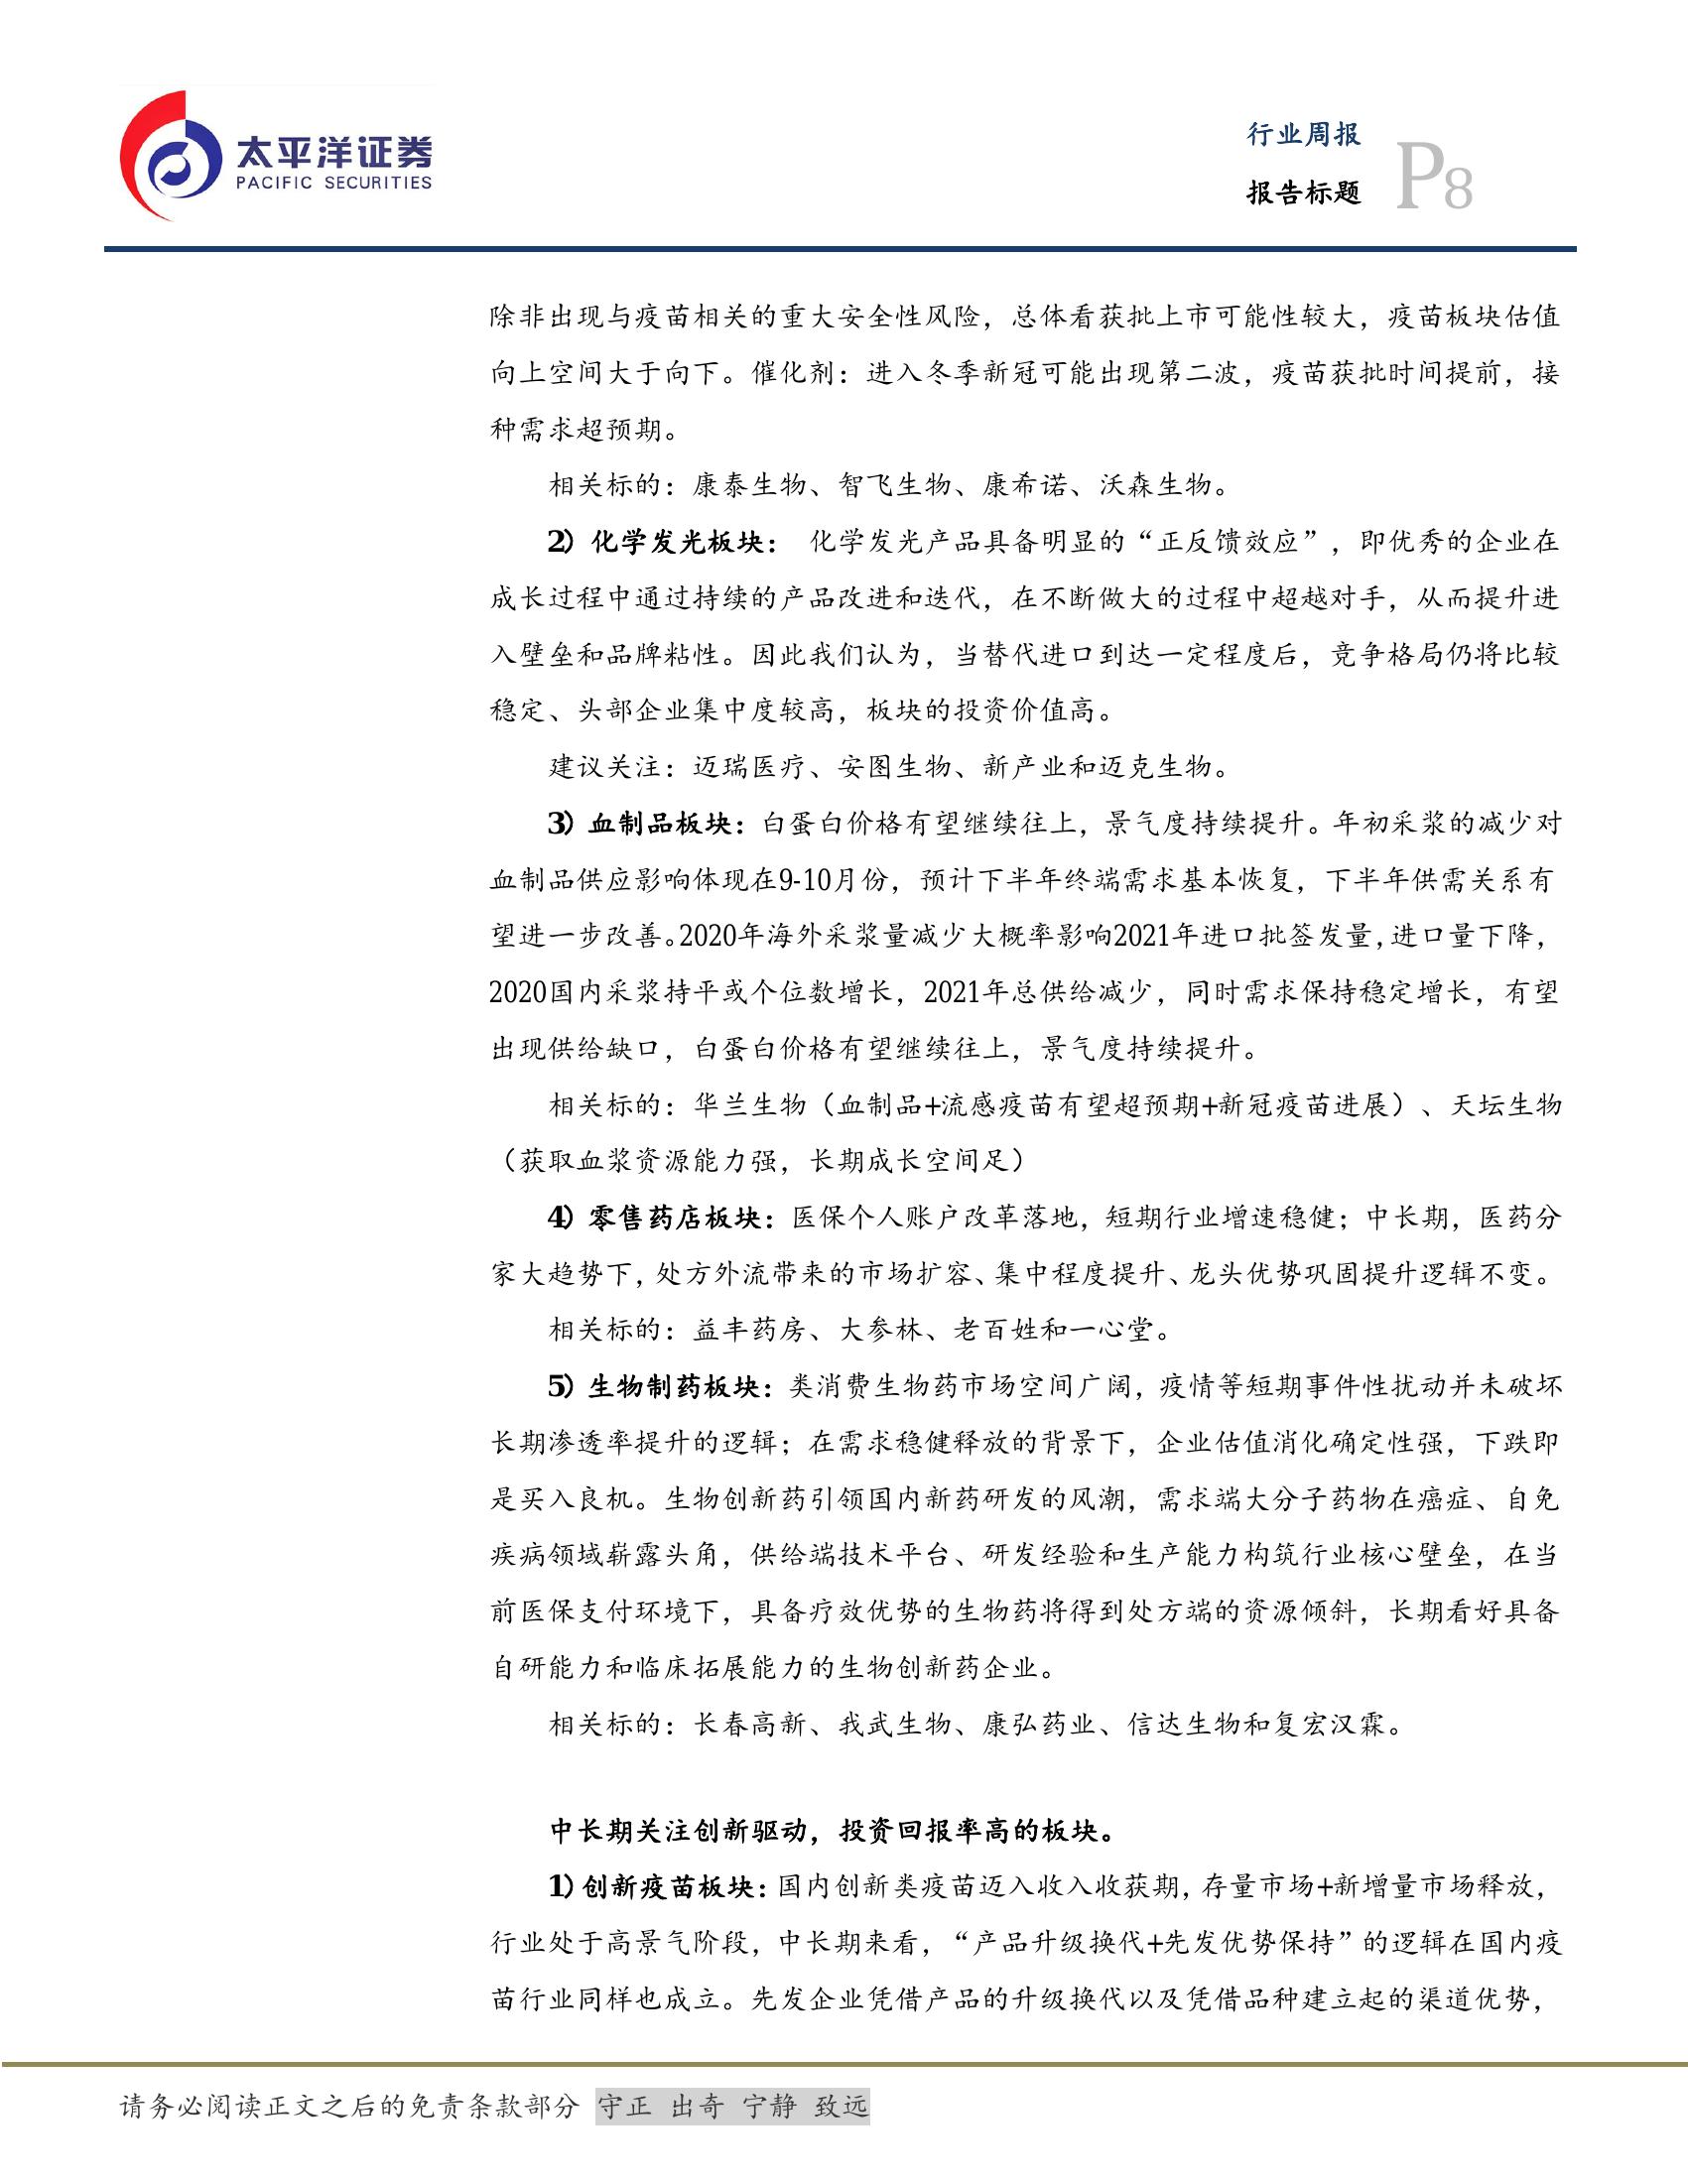 太平洋证券
PACIFIC SECURITIES
行业周报
报告标题
P8
除非出现与疫苗相关的重大安全性风险，总体看获批上市可能性较大，疫苗板块估值
向上空间大于向下。催化剂：进入冬季新冠可能出现第二波，疫苗获批时间提前，接
种需求超预期。
相关标的：康泰生物、智飞生物、康希诺、沃森生物。
2）化学发光板块： 化学发光产品具备明显的“正反馈效应”，即优秀的企业在
成长过程中通过持续的产品改进和迭代，在不断做大的过程中超越对手，从而提升进
入壁垒和品牌粘性。因此我们认为，当替代进口到达一定程度后，竞争格局仍将比较
稳定、头部企业集中度较高，板块的投资价值高。
建议关注：迈瑞医疗、安图生物、新产业和迈克生物。
3）血制品板块：白蛋白价格有望继续往上，景气度持续提升。年初采浆的减少对
血制品供应影响体现在9-10月份，预计下半年终端需求基本恢复，下半年供需关系有
望进一步改善。2020年海外采浆量减少大概率影响2021年进口批签发量，进口量下降，
2020国内采浆持平或个位数增长，2021年总供给减少，同时需求保持稳定增长，有望
出现供给缺口，白蛋白价格有望继续往上，景气度持续提升。
相关标的：华兰生物（血制品+流感疫苗有望超预期+新冠疫苗进展）、天坛生物
（获取血浆资源能力强，长期成长空间足）
4）零售药店板块：医保个人账户改革落地，短期行业增速稳健；中长期，医药分
家大趋势下，处方外流带来的市场扩容、集中程度提升、龙头优势巩固提升逻辑不变。
相关标的：益丰药房、大参林、老百姓和一心堂。
5）生物制药板块：类消费生物药市场空间广阔，疫情等短期事件性扰动并未破坏
长期渗透率提升的逻辑；在需求稳健释放的背景下，企业估值消化确定性强，下跌即
是买入良机。生物创新药引领国内新药研发的风潮，需求端大分子药物在癌症、自免
疾病领域崭露头角，供给端技术平台、研发经验和生产能力构筑行业核心壁垒，在当
前医保支付环境下，具备疗效优势的生物药将得到处方端的资源倾斜，长期看好具备
自研能力和临床拓展能力的生物创新药企业。
相关标的：长春高新、我武生物、康弘药业、信达生物和复宏汉霖。
中长期关注创新驱动，投资回报率高的板块。
1）创新疫苗板块：国内创新类疫苗迈入收入收获期，存量市场+新增量市场释放，
行业处于高景气阶段，中长期来看，“产品升级换代+先发优势保持”的逻辑在国内疫
苗行业同样也成立。先发企业凭借产品的升级换代以及凭借品种建立起的渠道优势，
请务必阅读正文之后的免责条款部分 守正 出奇 宁静 致远